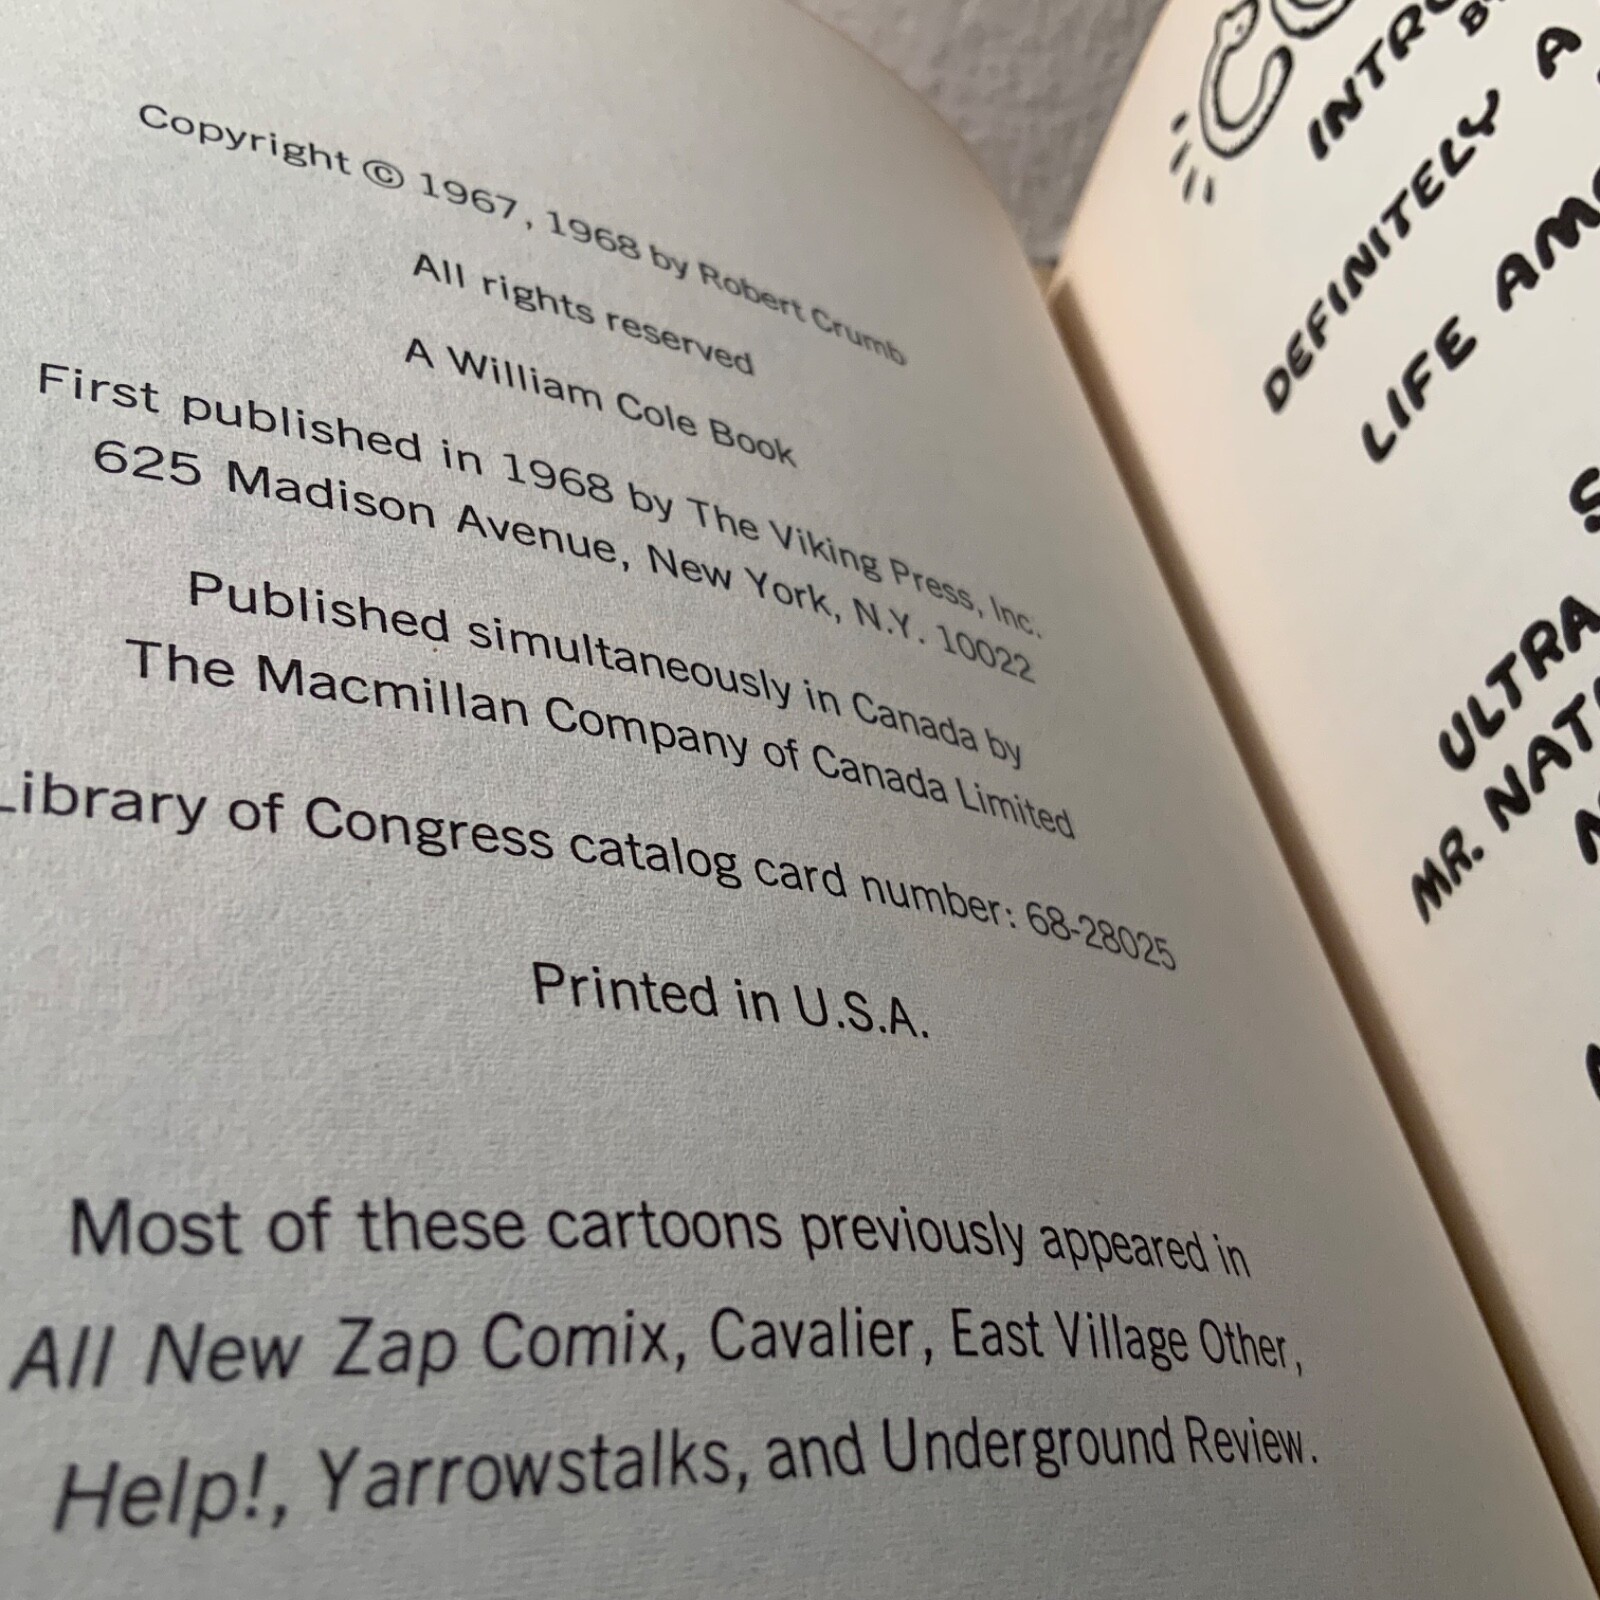 Copyright © 1967, 1968 by Robert Crumb
All rights reserved
A William Cole Book
First published in 1968 by The Viking Press, Inc.
625 Madison Avenue, New York, N.Y. 10022
Published simultaneously in Canada by
The Macmillan Company of Canada Limited
Library of Congress catalog card number: 68-28025
Printed in U.S.A.
Most of these cartoons previously appeared in
All New Zap Comix, Cavalier, East Village Other,
Help!, Yarrowstalks, and Underground Review.
DEFINITELY A
LIFE
ULTRA
MR.